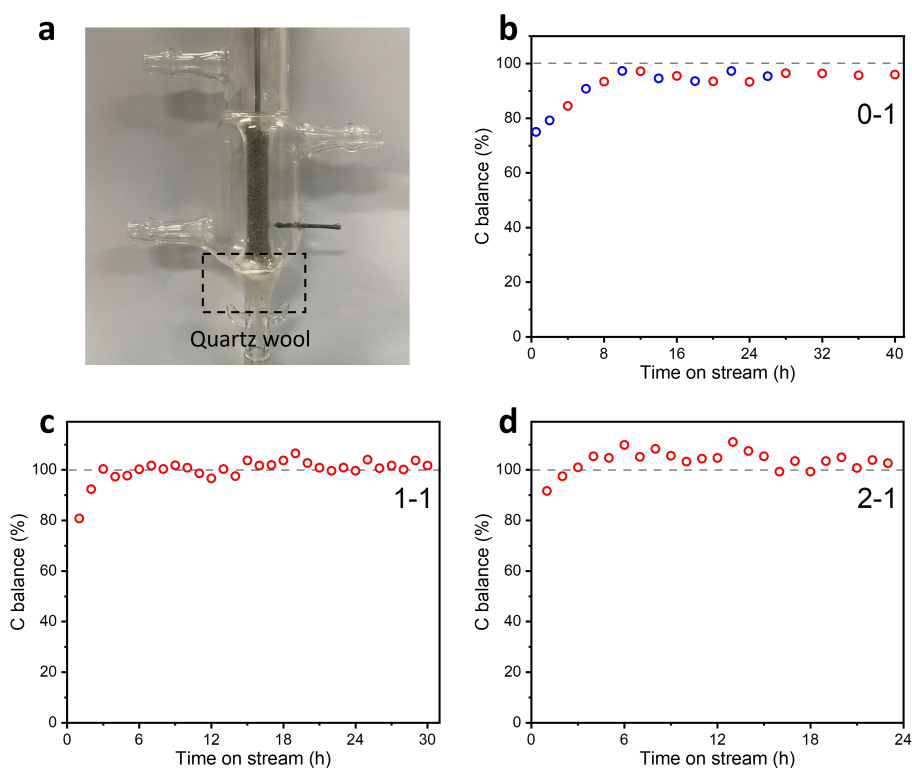 a
Quartz wool
b
C balance (%)
100
80
60
40
20
0
0-1
0 8 16 24 32 40
Time on stream (h)
c
C balance (%)
100
80
60
40
20
0
1-1
0 6 12 18 24 30
Time on stream (h)
d
C balance (%)
100
80
60
40
20
0
2-1
0 6 12 18 24
Time on stream (h)